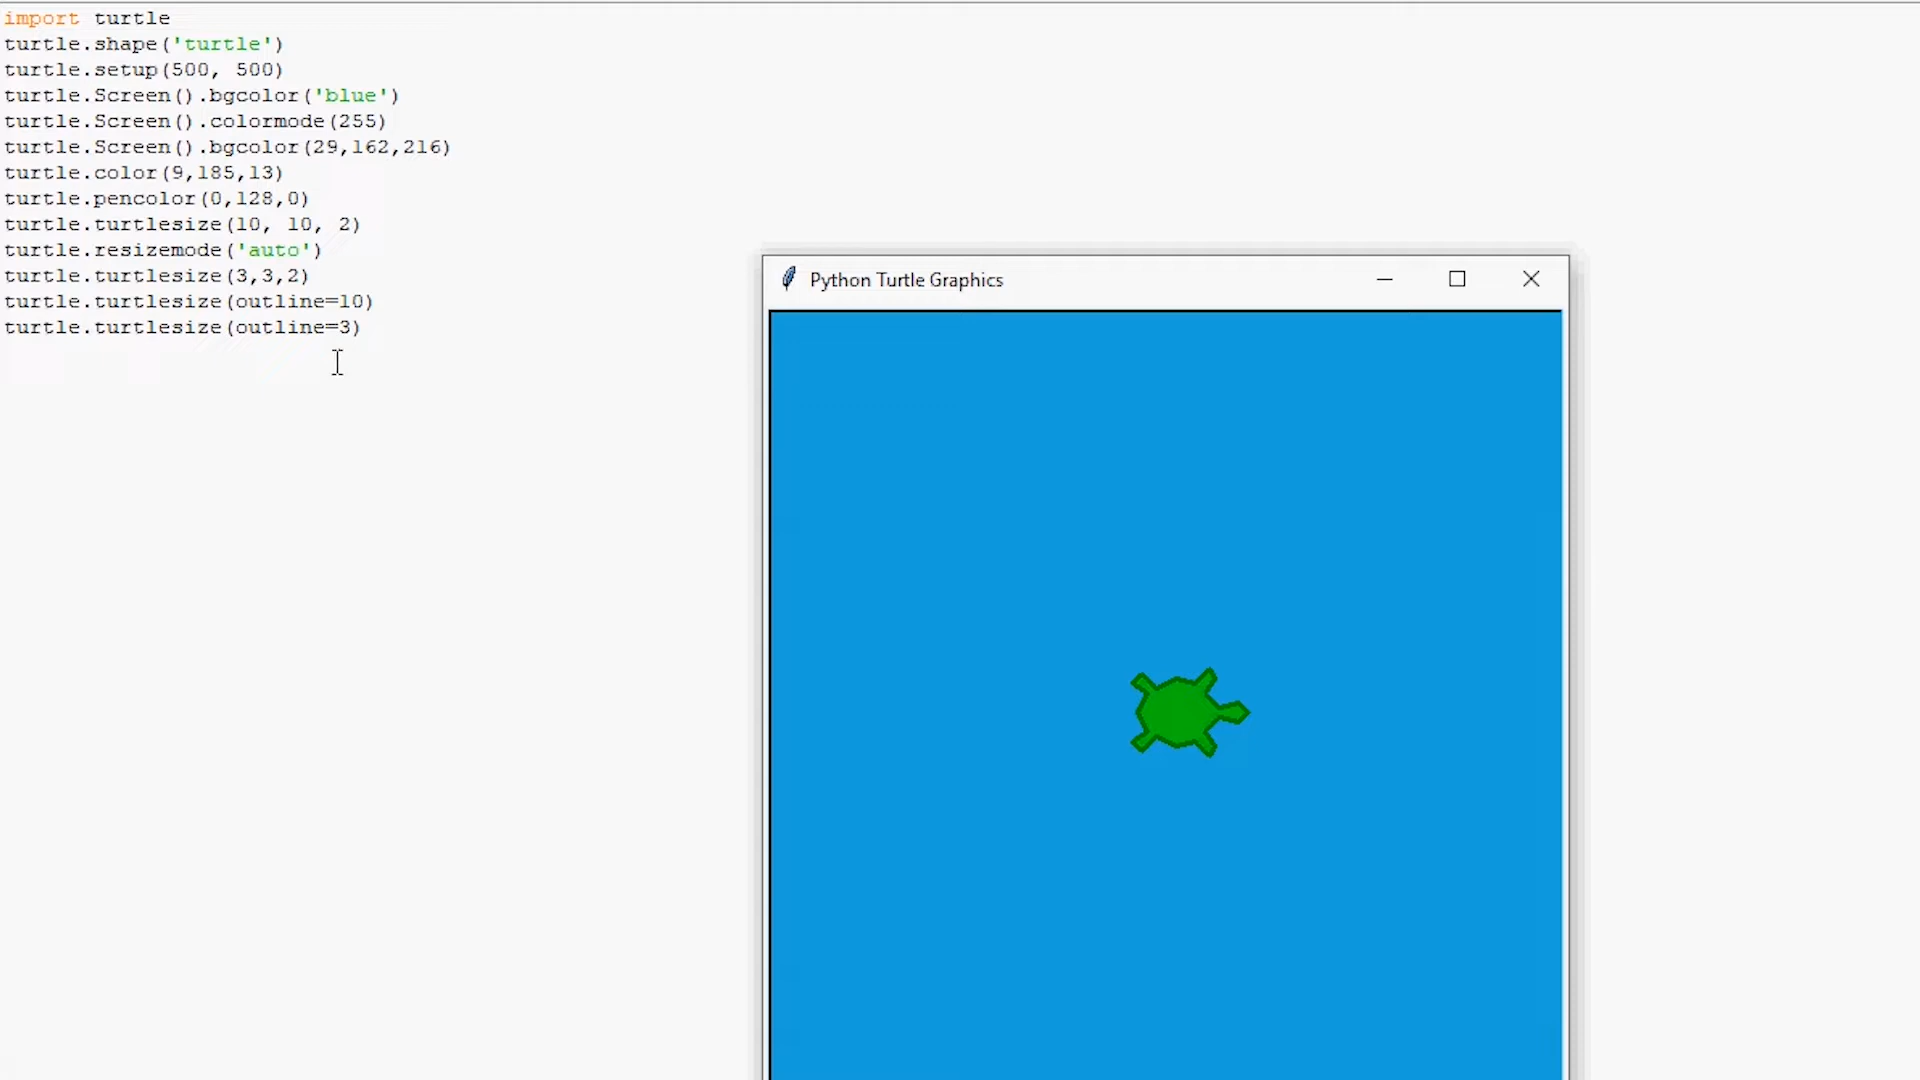 import turtle
turtle.shape('turtle')
turtle.setup(500, 500)
turtle.Screen().bgcolor('blue')
turtle.Screen().colormode(255)
turtle.Screen().bgcolor(29,162,216)
turtle.color(9,185,13)
turtle.pencolor(0,128,0)
turtle.turtlesize(10, 10, 2)
turtle.resizemode('auto')
turtle.turtlesize(3,3,2)
turtle.turtlesize(outline=10)
turtle.turtlesize(outline=3)
Python Turtle Graphics